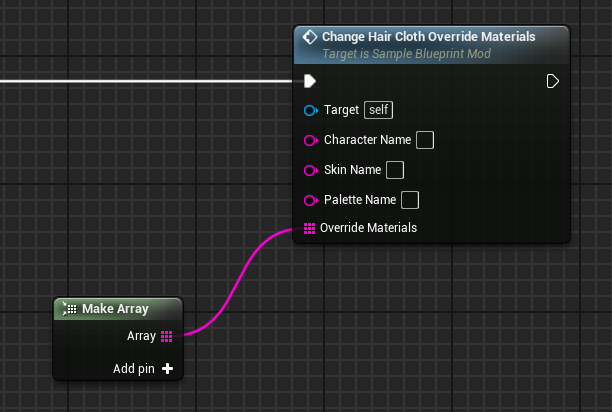 Change Hair Cloth Override Materials
Target is Sample Blueprint Mod
Target self
Character Name
Skin Name
Palette Name
Override Materials
Make Array
Array
Add pin